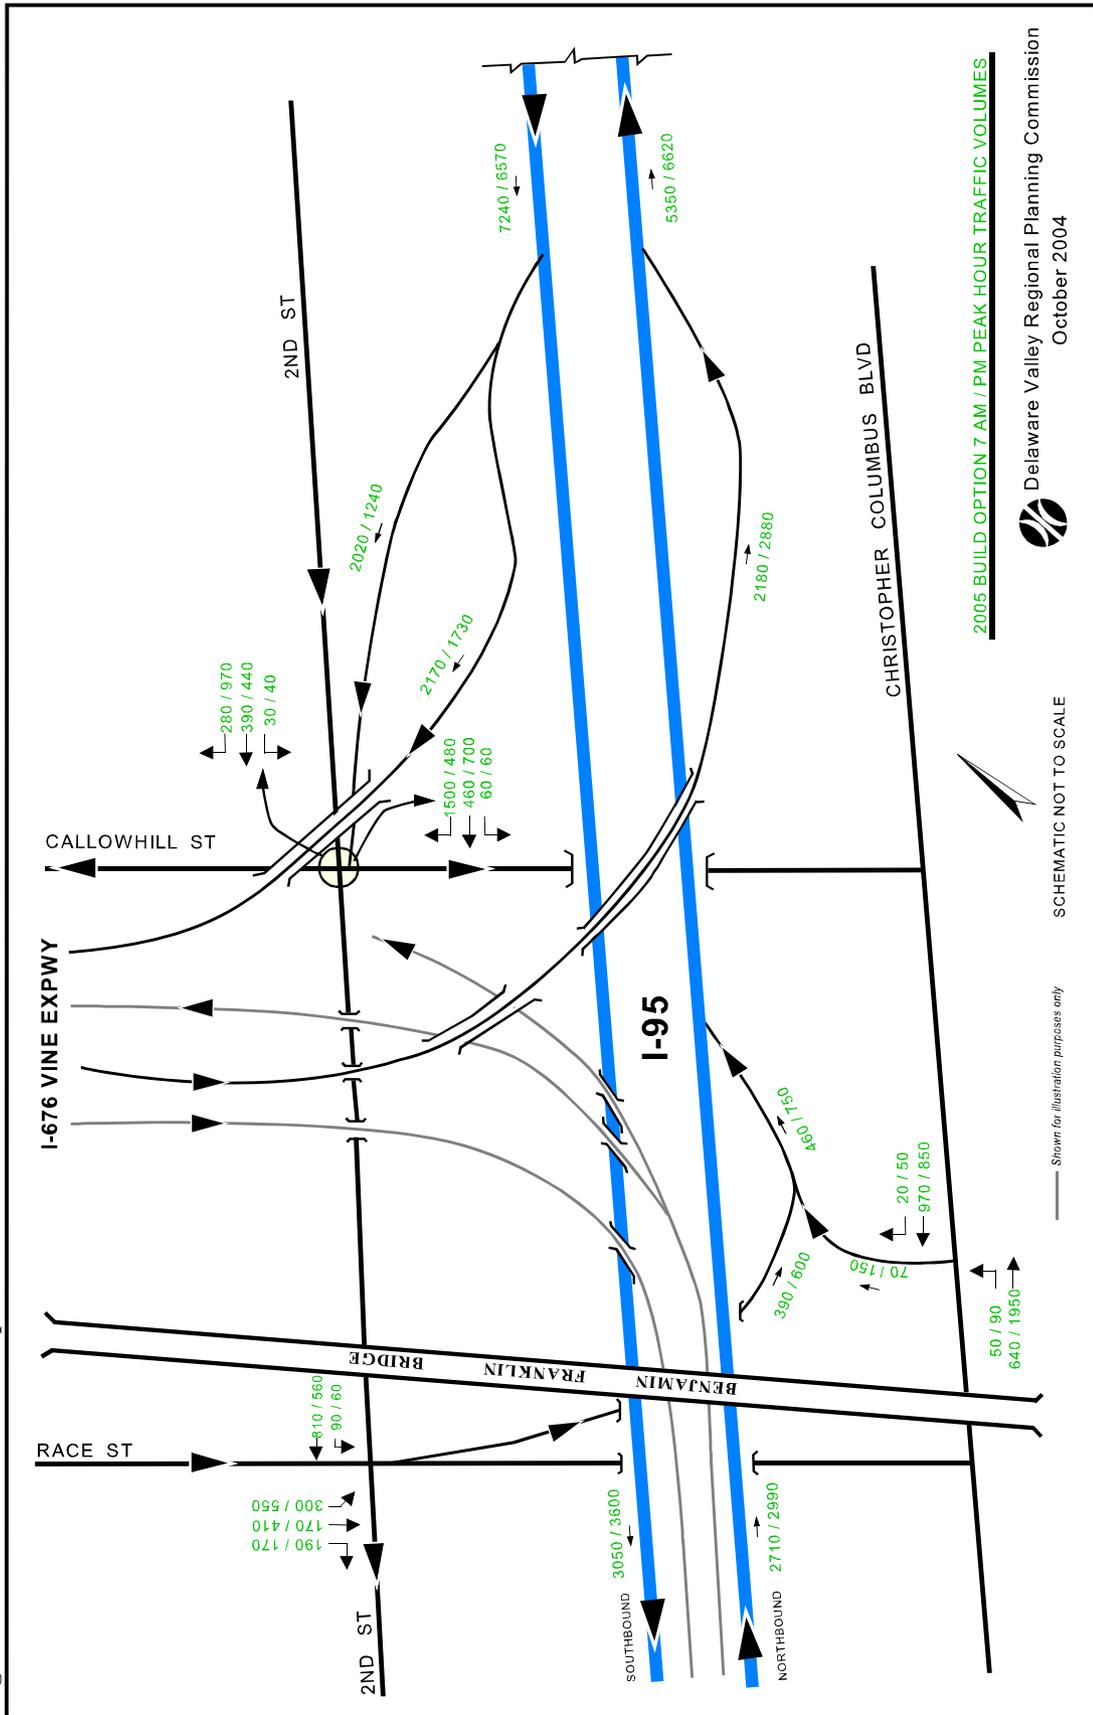 2005 BUILD OPTION 7 AM / PM PEAK HOUR TRAFFIC VOLUMES
Delaware Valley Regional Planning Commission
October 2004
2ND ST
7240 / 6570
5350 / 6620
2020 / 1240
2170 / 1730
2180 / 2880
CHRISTOPHER COLUMBUS BLVD
280 / 970
390 / 440
30 / 40
1500 / 480
460 / 700
60 / 60
CALLOWHILL ST
I-676 VINE EXPWY
I-95
460 / 750
20 / 50
970 / 850
70 / 150
390 / 600
50 / 90
640 / 1950
BENJAMIN FRANKLIN BRIDGE
RACE ST
810 / 560
90 / 60
300 / 550
170 / 410
190 / 170
2ND ST
3050 / 3600
2710 / 2990
SOUTHBOUND
NORTHBOUND
SCHEMATIC NOT TO SCALE
Shown for illustration purposes only